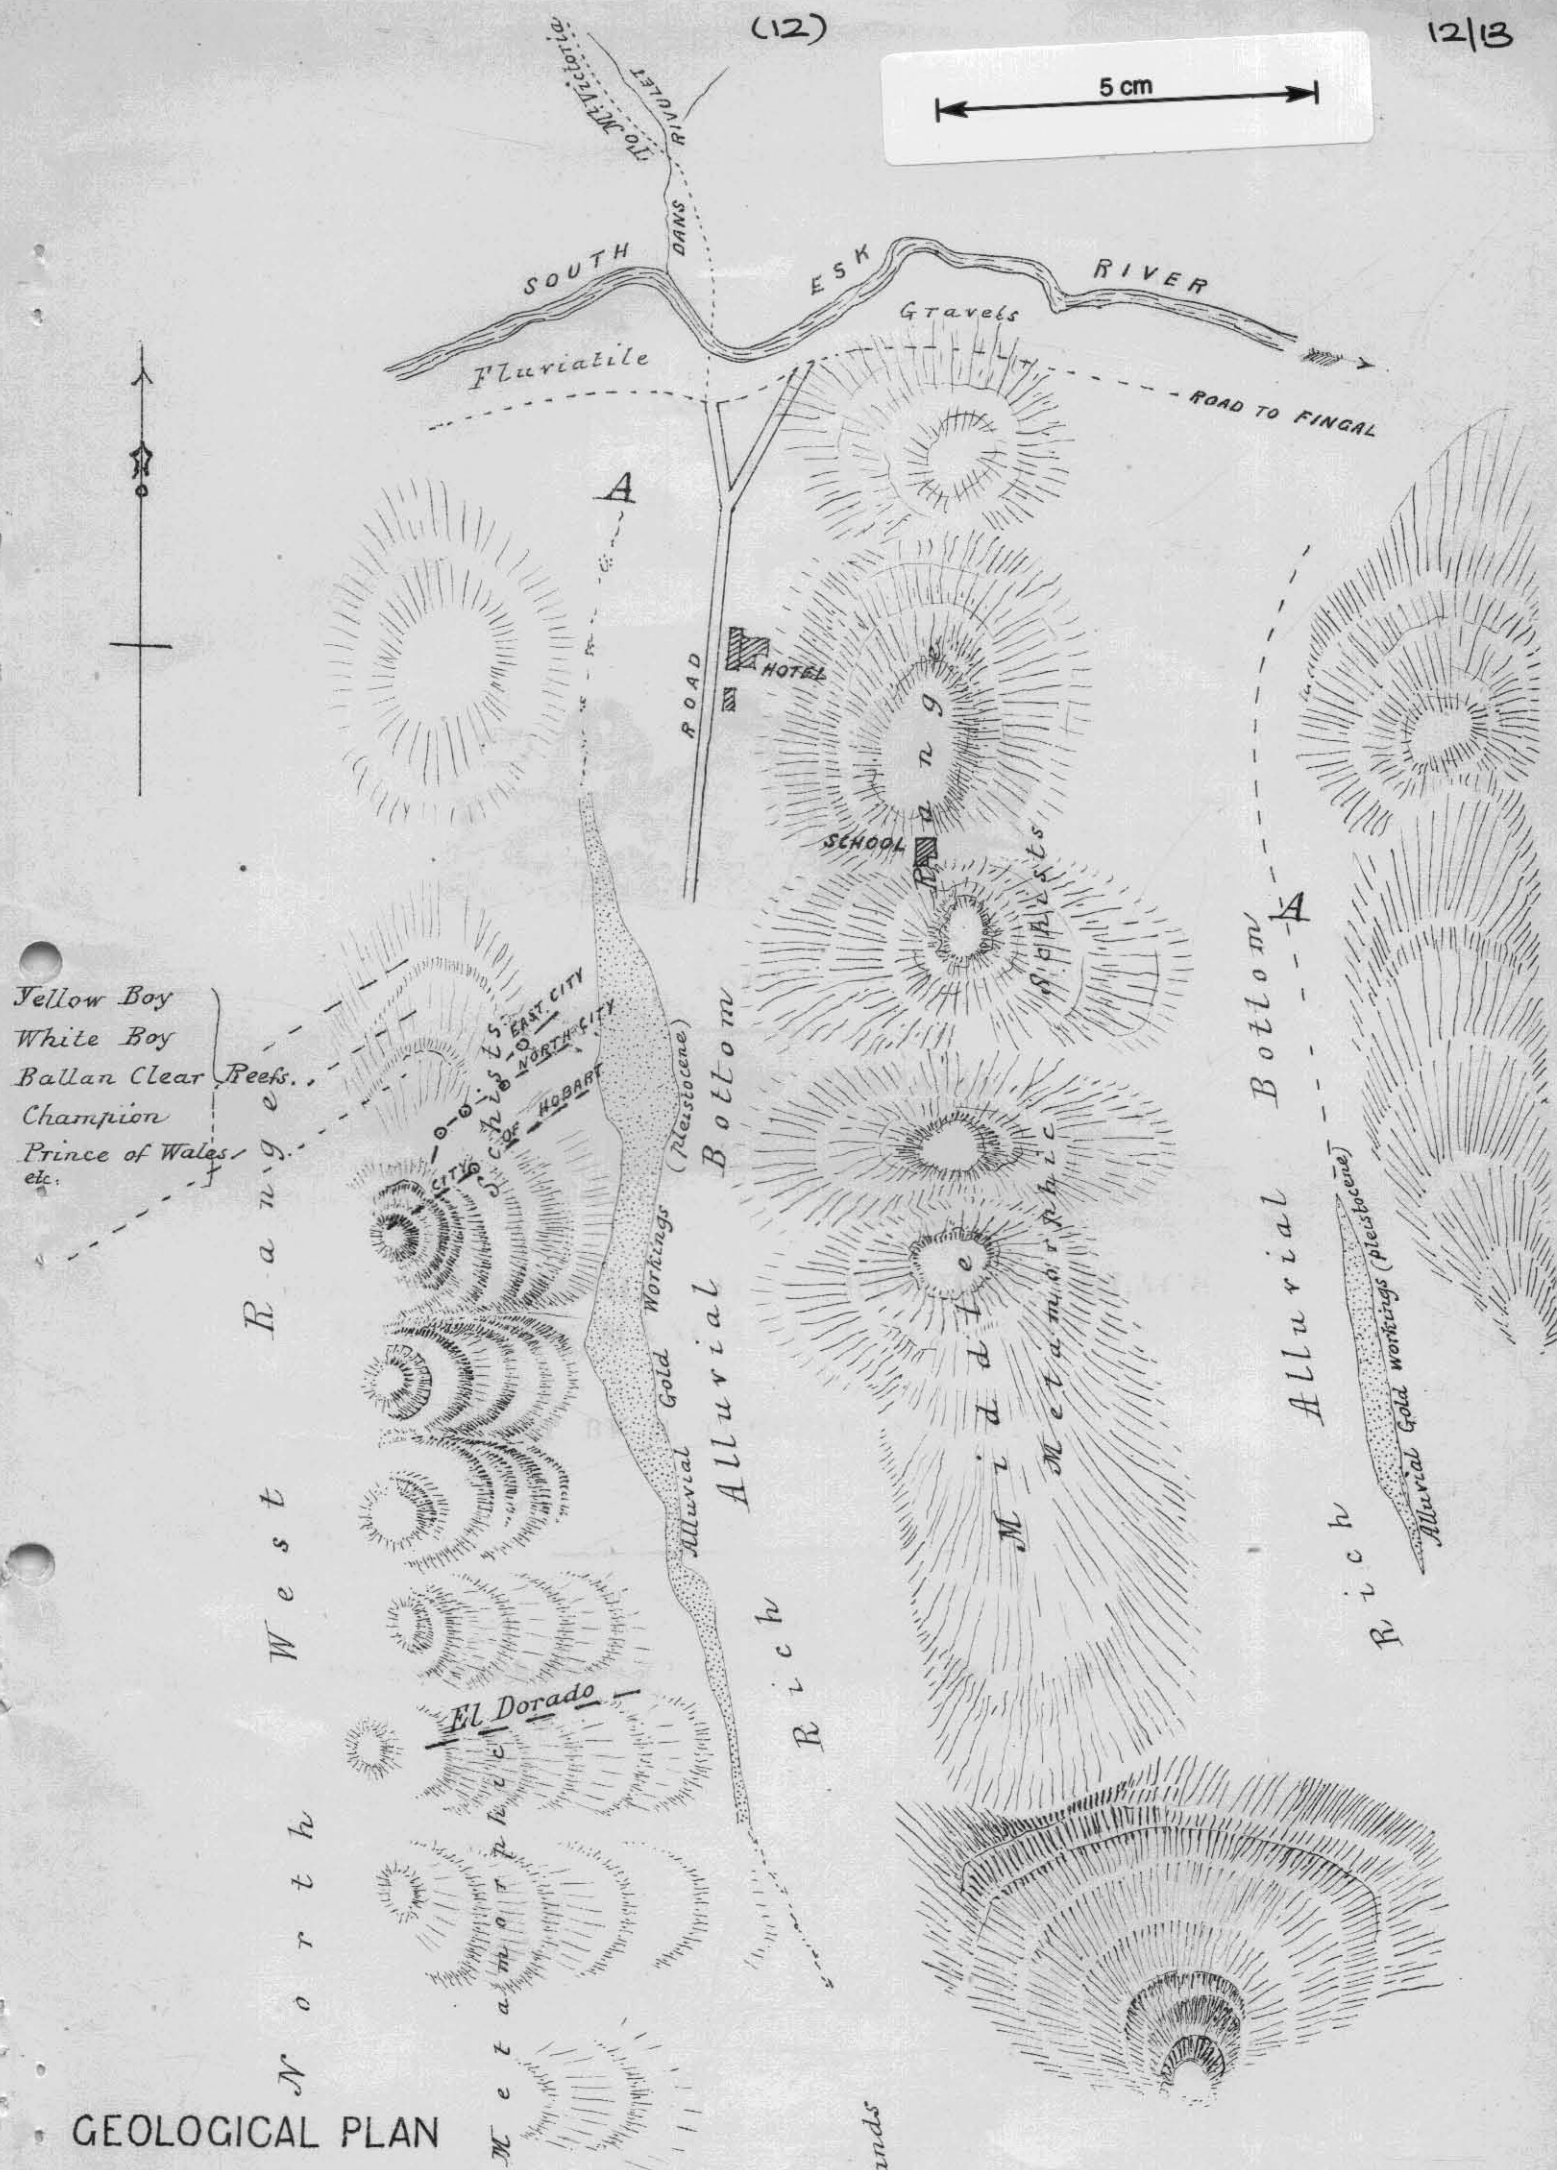 (12)
12/13
5 cm
To Mt Victoria
DANS RIVULET
SOUTH ESK RIVER
Gravels
Fluviatile
ROAD TO FINGAL
A
ROAD
HOTEL
SCHOOL
A
Yellow Boy
White Boy
Ballan Clear
Champion
Prince of Wales
etc.
Reefs.
EAST CITY
NORTH CITY
HOBART
CITY
El Dorado
North West Range
Metamorphic Schists
Alluvial Gold Workings (pleistocene)
Rich Alluvial Bottom
Middle Range
Metamorphic Schists
Rich Alluvial Bottom
Alluvial Gold workings (pleistocene)
GEOLOGICAL PLAN